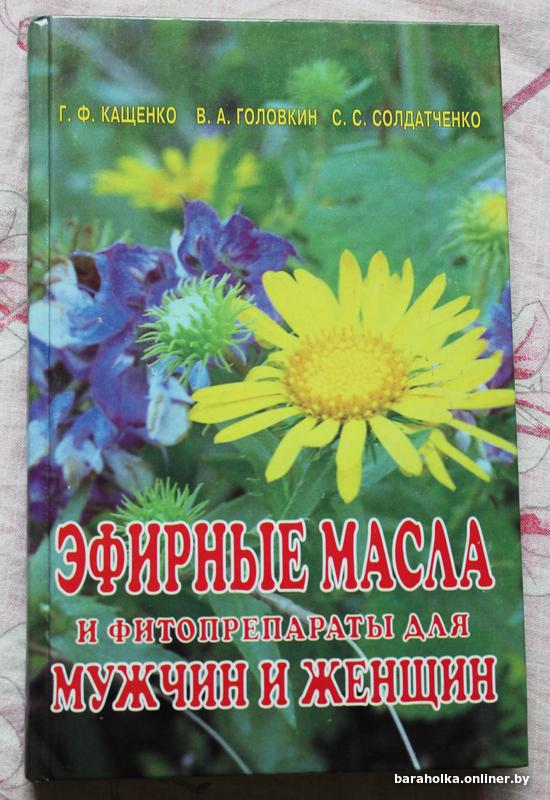 Г. Ф. КАЩЕНКО В. А. ГОЛОВКИН С. С. СОЛДАТЧЕНКО
ЭФИРНЫЕ МАСЛА
И ФИТОПРЕПАРАТЫ ДЛЯ
МУЖЧИН И ЖЕНЩИН
baraholka.onliner.by